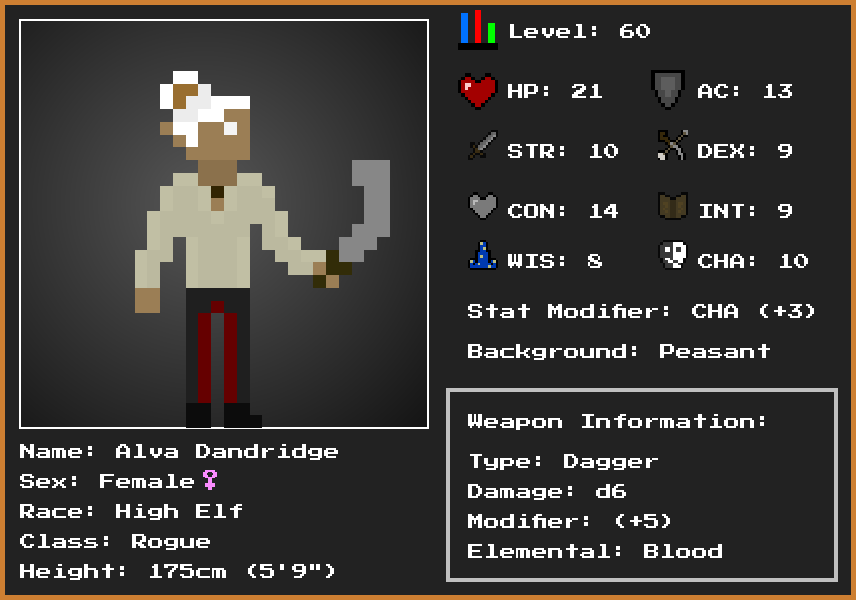 Level: 60
HP: 21
AC: 13
STR: 10
DEX: 9
CON: 14
INT: 9
WIS: 8
CHA: 10
Stat Modifier: CHA (+3)
Background: Peasant
Weapon Information:
Type: Dagger
Damage: d6
Modifier: (+5)
Elemental: Blood
Name: Alva Dandridge
Sex: Female♀
Race: High Elf
Class: Rogue
Height: 175cm (5'9")